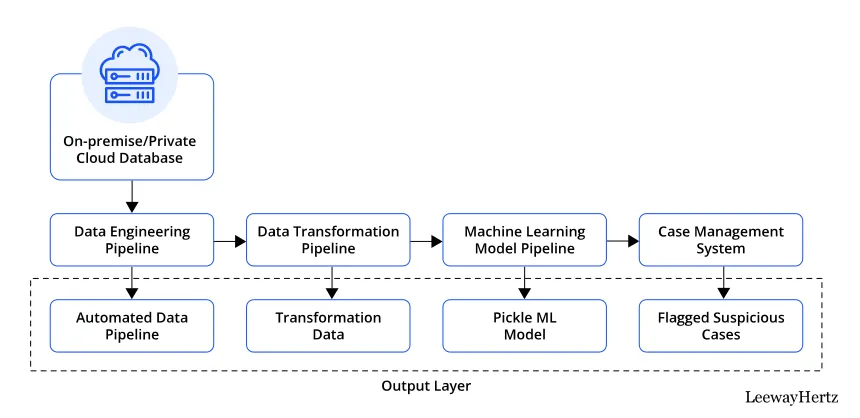 On-premise/Private
Cloud Database
Data Engineering
Pipeline
Data Transformation
Pipeline
Machine Learning
Model Pipeline
Case Management
System
Automated Data
Pipeline
Transformation
Data
Pickle ML
Model
Flagged Suspicious
Cases
Output Layer
LeewayHertz